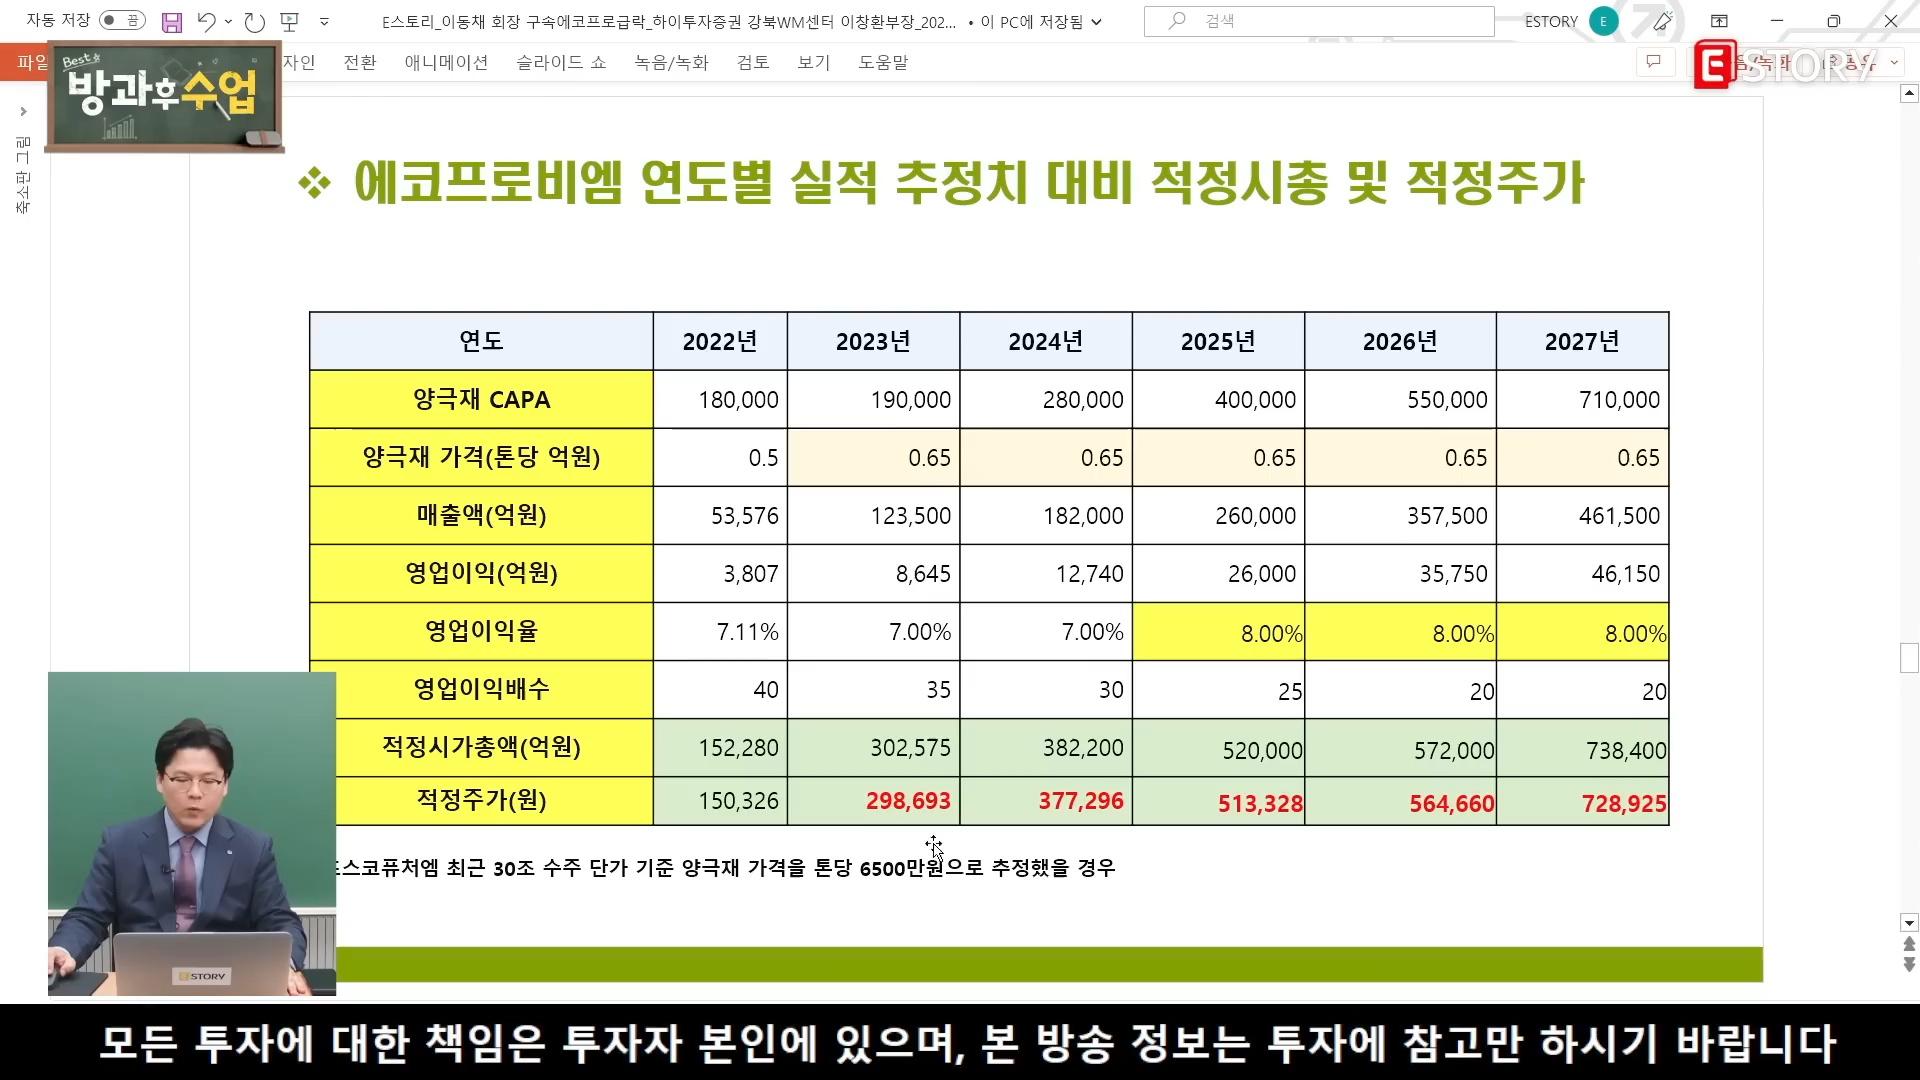 자동 저장 끔 E스토리_이동채 회장 구속에코프로급락_하이투자증권 강북WM센터 이창환부장_202... • 이 PC에 저장됨 검색 ESTORY E
파일 자인 전환 애니메이션 슬라이드 쇼 녹음/녹화 검토 보기 도움말
E STORY
Best
방과후수업
축소판 그림
❖ 에코프로비엠 연도별 실적 추정치 대비 적정시총 및 적정주가
연도 2022년 2023년 2024년 2025년 2026년 2027년
양극재 CAPA 180,000 190,000 280,000 400,000 550,000 710,000
양극재 가격(톤당 억원) 0.5 0.65 0.65 0.65 0.65 0.65
매출액(억원) 53,576 123,500 182,000 260,000 357,500 461,500
영업이익(억원) 3,807 8,645 12,740 26,000 35,750 46,150
영업이익율 7.11% 7.00% 7.00% 8.00% 8.00% 8.00%
영업이익배수 40 35 30 25 20 20
적정시가총액(억원) 152,280 302,575 382,200 520,000 572,000 738,400
적정주가(원) 150,326 298,693 377,296 513,328 564,660 728,925
스코퓨처엠 최근 30조 수주 단가 기준 양극재 가격을 톤당 6500만원으로 추정했을 경우
ESTORY
모든 투자에 대한 책임은 투자자 본인에 있으며, 본 방송 정보는 투자에 참고만 하시기 바랍니다